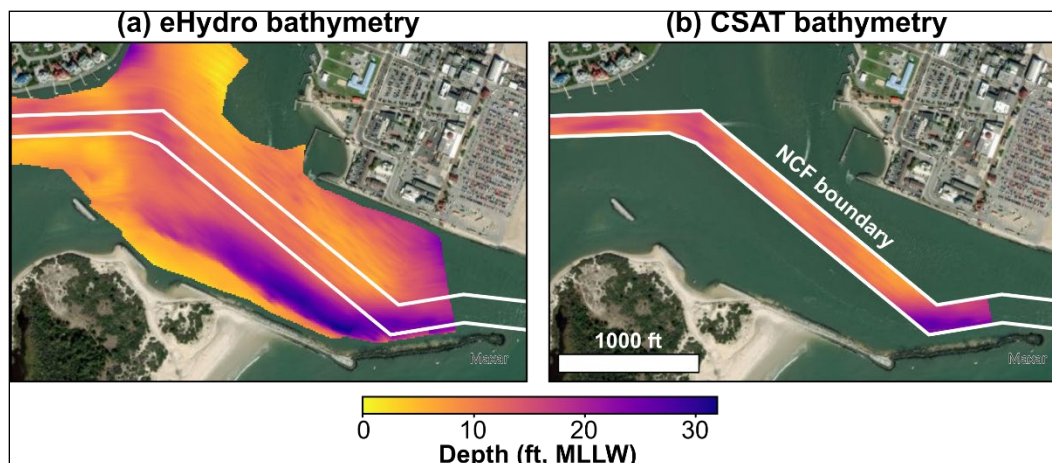 (a) eHydro bathymetry
(b) CSAT bathymetry
NCF boundary
Maxar
1000 ft
Maxar
0 10 20 30
Depth (ft. MLLW)